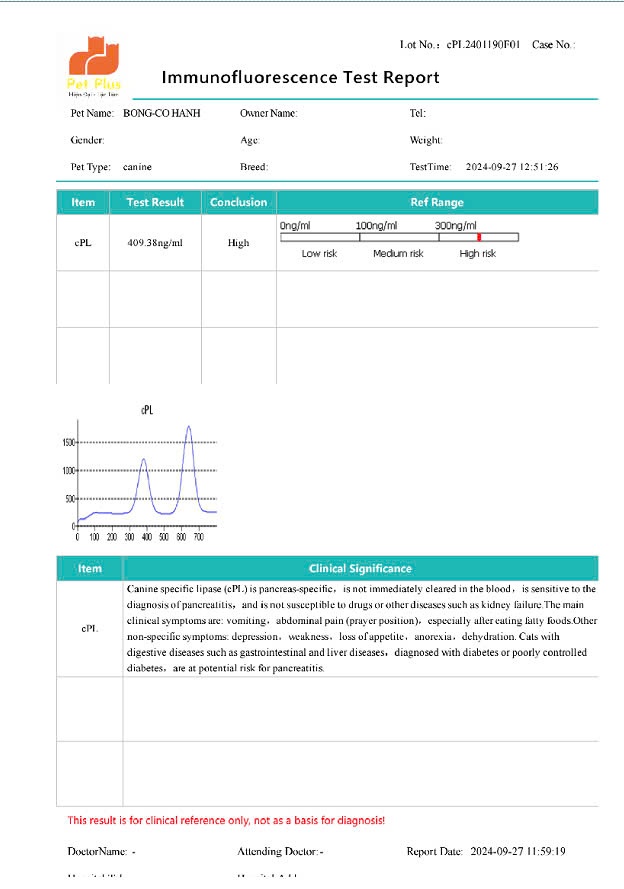 Lot No.: cPL2401190F01 Case No.:
Pet Plus
Immunofluorescence Test Report
Pet Name: BONG-CO HANH Owner Name: Tel:
Gender: Age: Weight:
Pet Type: canine Breed: TestTime: 2024-09-27 12:51:26
Item Test Result Conclusion Ref Range
cPL 409.38ng/ml High
0ng/ml 100ng/ml 300ng/ml
Low risk Medium risk High risk
cPL
1500
1000
500
0
0 100 200 300 400 500 600 700
Item Clinical Significance
cPL
Canine specific lipase (cPL) is pancreas-specific, is not immediately cleared in the blood, is sensitive to the
diagnosis of pancreatitis, and is not susceptible to drugs or other diseases such as kidney failure.The main
clinical symptoms are: vomiting, abdominal pain (prayer position), especially after eating fatty foods.Other
non-specific symptoms: depression, weakness, loss of appetite, anorexia, dehydration. Cats with
digestive diseases such as gastrointestinal and liver diseases, diagnosed with diabetes or poorly controlled
diabetes, are at potential risk for pancreatitis.
This result is for clinical reference only, not as a basis for diagnosis!
DoctorName: - Attending Doctor:- Report Date: 2024-09-27 11:59:19